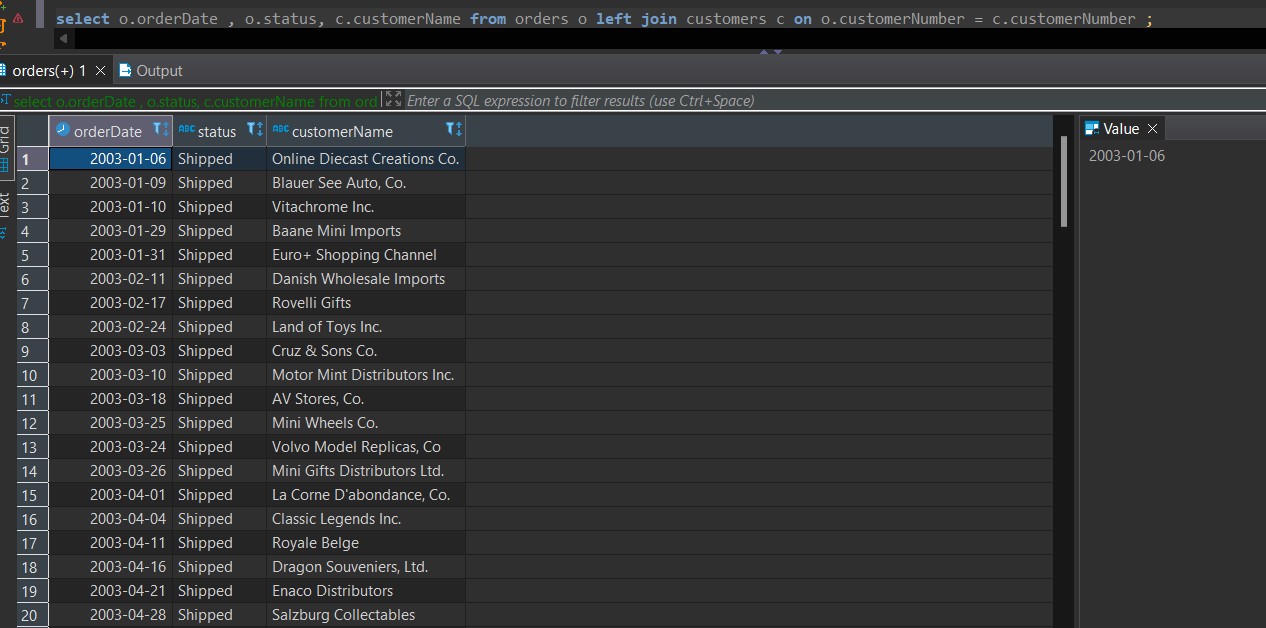 select o.orderDate , o.status, c.customerName from orders o left join customers c on o.customerNumber = c.customerNumber ;
orders(+) 1 Output
select o.orderDate , o.status, c.customerName from ord Enter a SQL expression to filter results (use Ctrl+Space)
Grid
Text
orderDate ABC status ABC customerName
1 2003-01-06 Shipped Online Diecast Creations Co.
2 2003-01-09 Shipped Blauer See Auto, Co.
3 2003-01-10 Shipped Vitachrome Inc.
4 2003-01-29 Shipped Baane Mini Imports
5 2003-01-31 Shipped Euro+ Shopping Channel
6 2003-02-11 Shipped Danish Wholesale Imports
7 2003-02-17 Shipped Rovelli Gifts
8 2003-02-24 Shipped Land of Toys Inc.
9 2003-03-03 Shipped Cruz & Sons Co.
10 2003-03-10 Shipped Motor Mint Distributors Inc.
11 2003-03-18 Shipped AV Stores, Co.
12 2003-03-25 Shipped Mini Wheels Co.
13 2003-03-24 Shipped Volvo Model Replicas, Co
14 2003-03-26 Shipped Mini Gifts Distributors Ltd.
15 2003-04-01 Shipped La Corne D'abondance, Co.
16 2003-04-04 Shipped Classic Legends Inc.
17 2003-04-11 Shipped Royale Belge
18 2003-04-16 Shipped Dragon Souveniers, Ltd.
19 2003-04-21 Shipped Enaco Distributors
20 2003-04-28 Shipped Salzburg Collectables
Value
2003-01-06